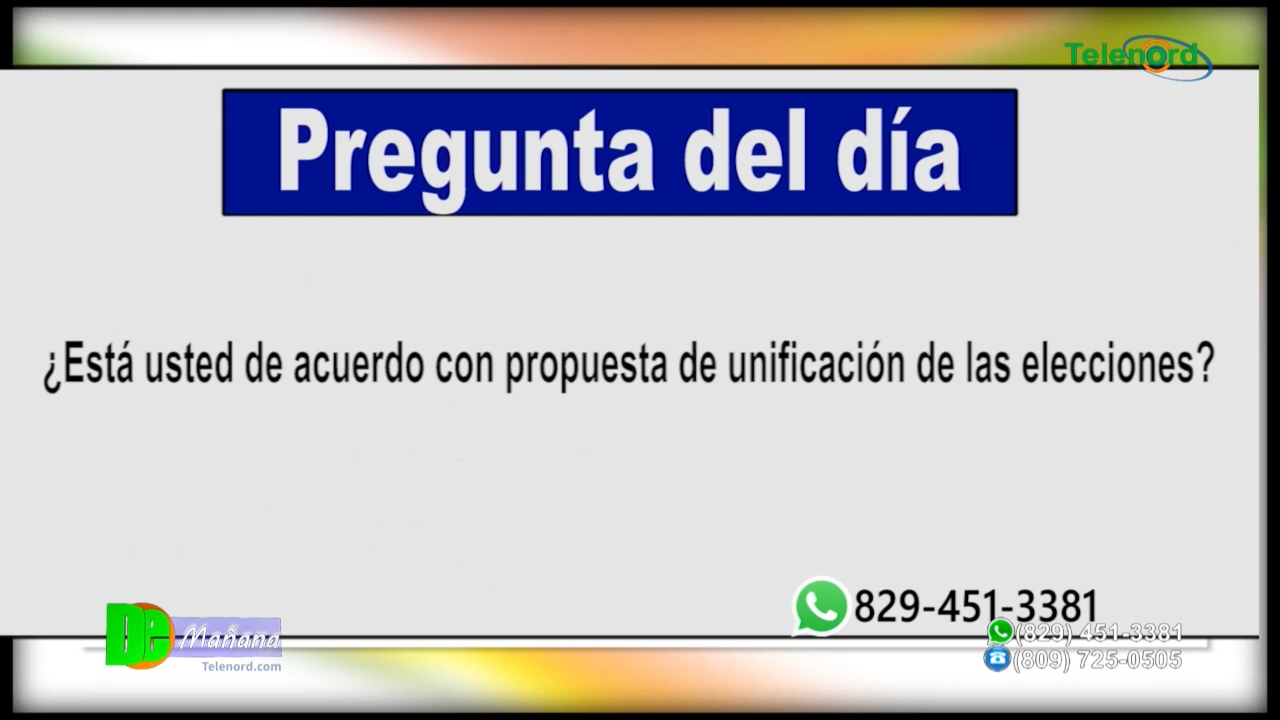 Telenord
Pregunta del día
¿Está usted de acuerdo con propuesta de unificación de las elecciones?
829-451-3381
(829) 451-3381
(809) 725-0505
De Mañana
Telenord.com